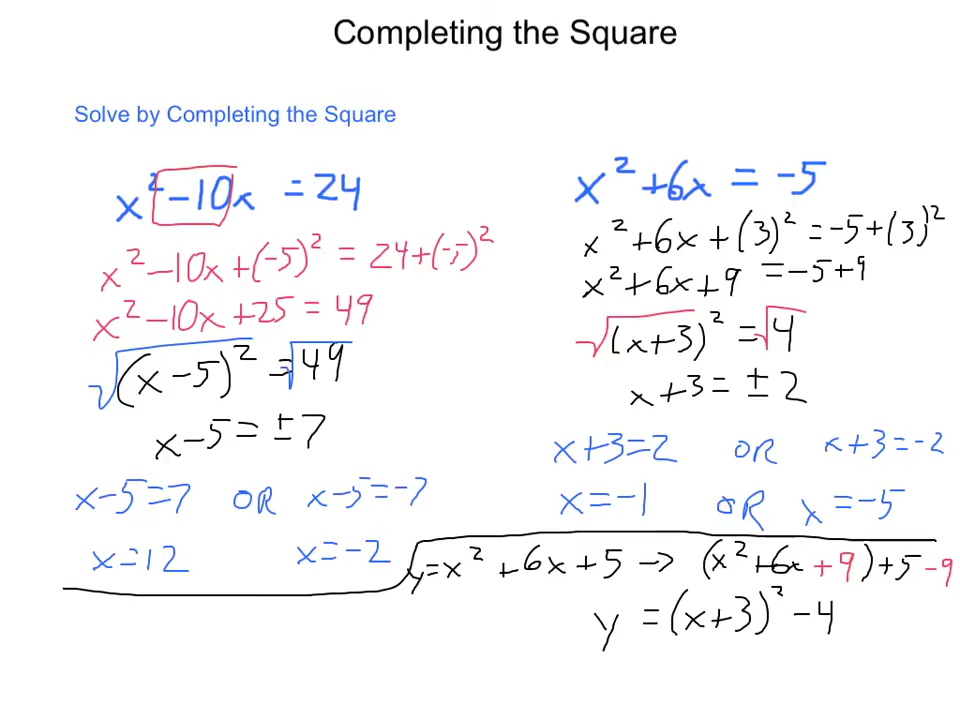 Completing the Square
Solve by Completing the Square
x² -10x = 24
x² -10x + (-5)² = 24 + (-5)²
x² -10x +25 = 49
√(x-5)² = √49
x-5 = ±7
x-5=7 OR x-5=-7
x=12 x=-2
x² +6x = -5
x² +6x + (3)² = -5 + (3)²
x² +6x +9 = -5+9
√(x+3)² = √4
x+3 = ±2
x+3=2 OR x+3=-2
x=-1 OR x=-5
y=x² +6x+5 → (x²+6x +9)+5 -9
y = (x+3)² -4